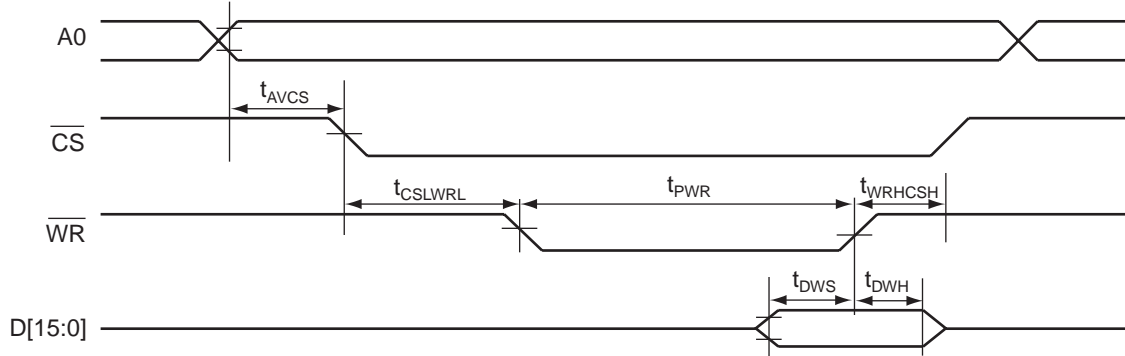 A0
tAVCS
CS
tCSLWRL
tPWR
tWRHCSH
WR
tDWS
tDWH
D[15:0]